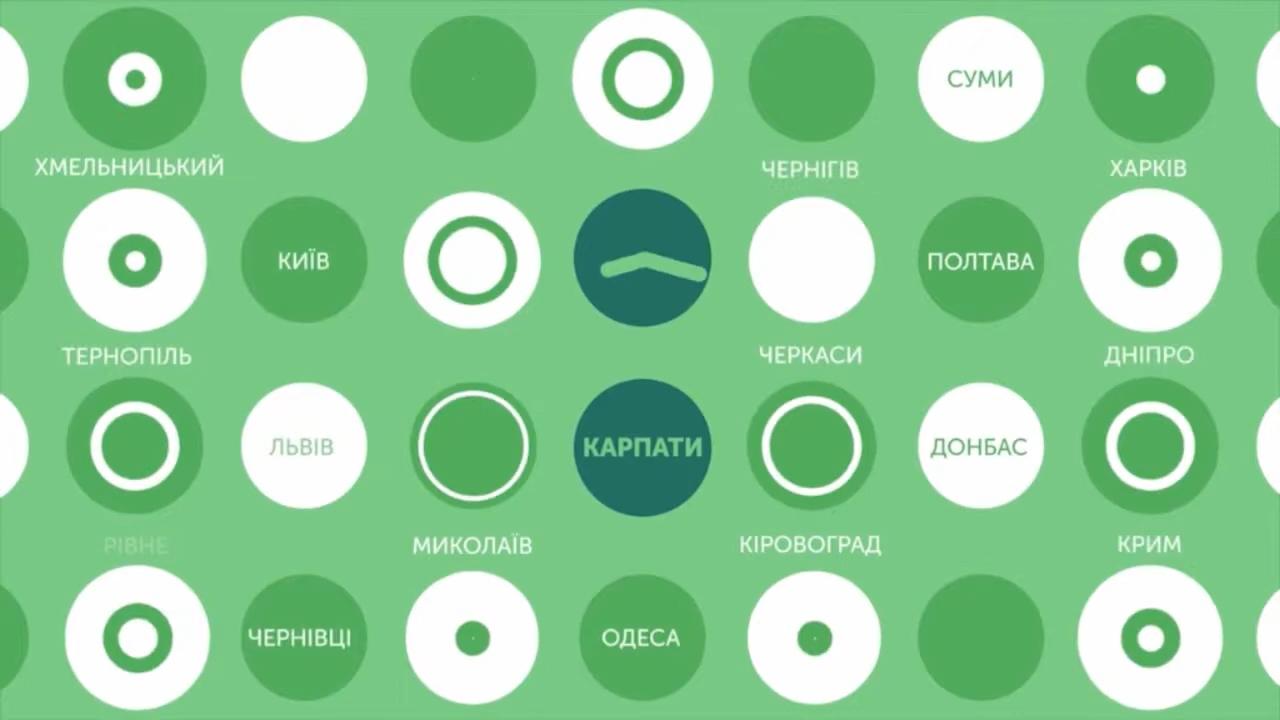 СУМИ
ХМЕЛЬНИЦЬКИЙ
ЧЕРНІГІВ
ХАРКІВ
КИЇВ
ПОЛТАВА
ТЕРНОПІЛЬ
ЧЕРКАСИ
ДНІПРО
ЛЬВІВ
КАРПАТИ
ДОНБАС
РІВНЕ
МИКОЛАЇВ
КІРОВОГРАД
КРИМ
ЧЕРНІВЦІ
ОДЕСА